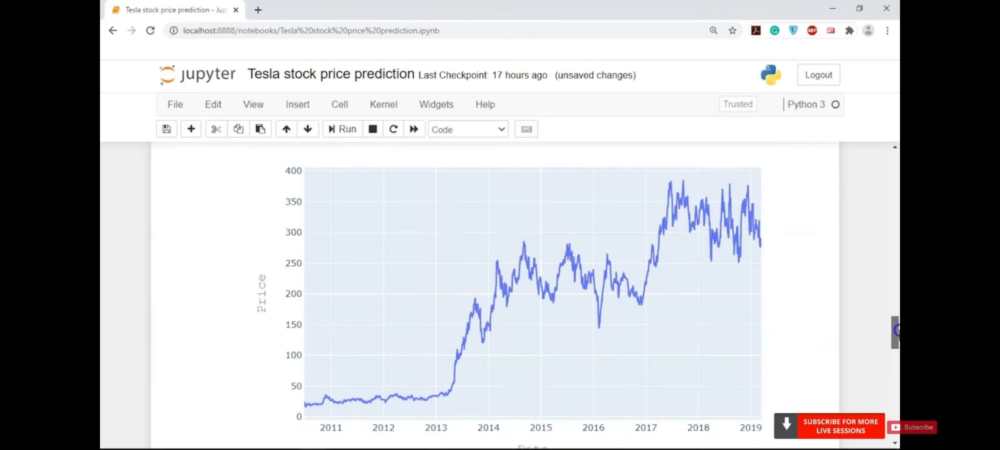 Tesla stock price prediction - Jup
localhost:8888/notebooks/Tesla%20stock%20price%20prediction.ipynb
ABP
jupyter Tesla stock price prediction Last Checkpoint: 17 hours ago (unsaved changes)
Logout
File Edit View Insert Cell Kernel Widgets Help
Trusted
Python 3
Run
Code
400
350
300
250
200
150
100
50
0
Price
2011 2012 2013 2014 2015 2016 2017 2018 2019
SUBSCRIBE FOR MORE
LIVE SESSIONS
Subscribe